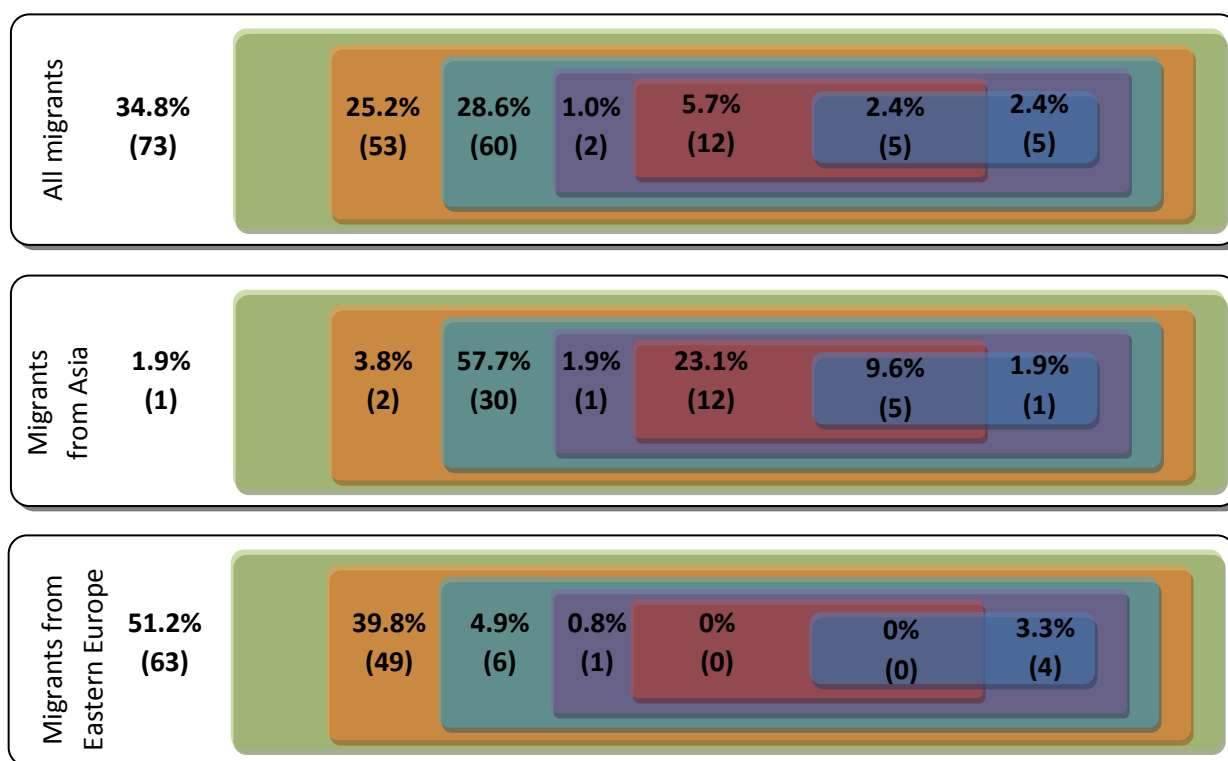 All migrants
34.8% 25.2% 28.6% 1.0% 5.7% 2.4% 2.4%
(73) (53) (60) (2) (12) (5) (5)
Migrants
from Asia
1.9% 3.8% 57.7% 1.9% 23.1% 9.6% 1.9%
(1) (2) (30) (1) (12) (5) (1)
Migrants from
Eastern Europe
51.2% 39.8% 4.9% 0.8% 0% 0% 3.3%
(63) (49) (6) (1) (0) (0) (4)